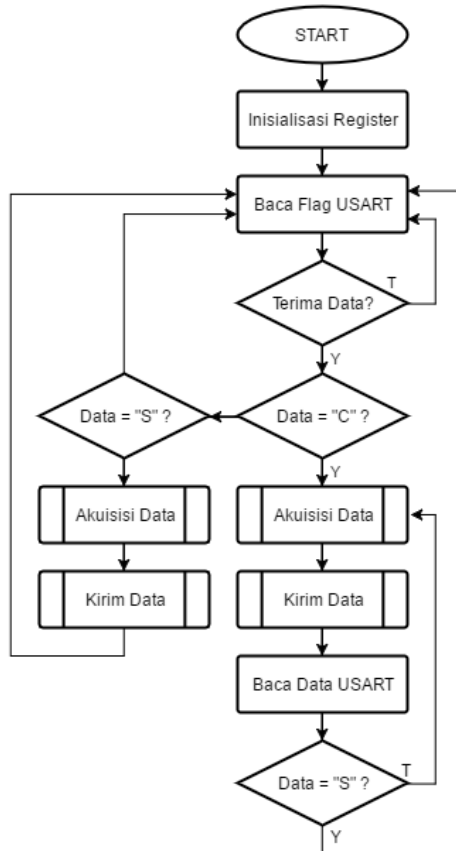 START
Inisialisasi Register
Baca Flag USART
T
Terima Data?
Y
Data = "S" ?
Data = "C" ?
Y
Akuisisi Data
Akuisisi Data
Kirim Data
Kirim Data
Baca Data USART
T
Data = "S" ?
Y